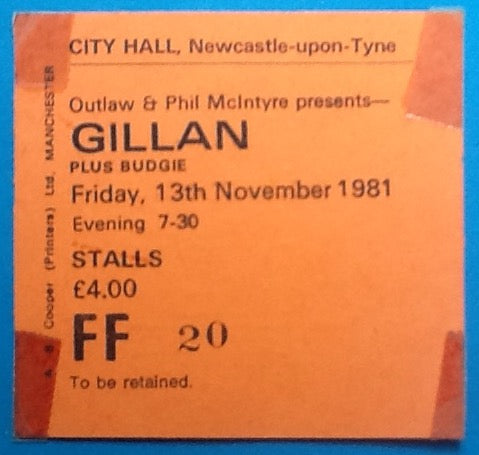 CITY HALL, Newcastle-upon-Tyne
Outlaw & Phil McIntyre presents—
GILLAN
PLUS BUDGIE
Friday, 13th November 1981
Evening 7-30
STALLS
£4.00
FF 20
To be retained.
A. B. Cooper (Printers) Ltd, MANCHESTER